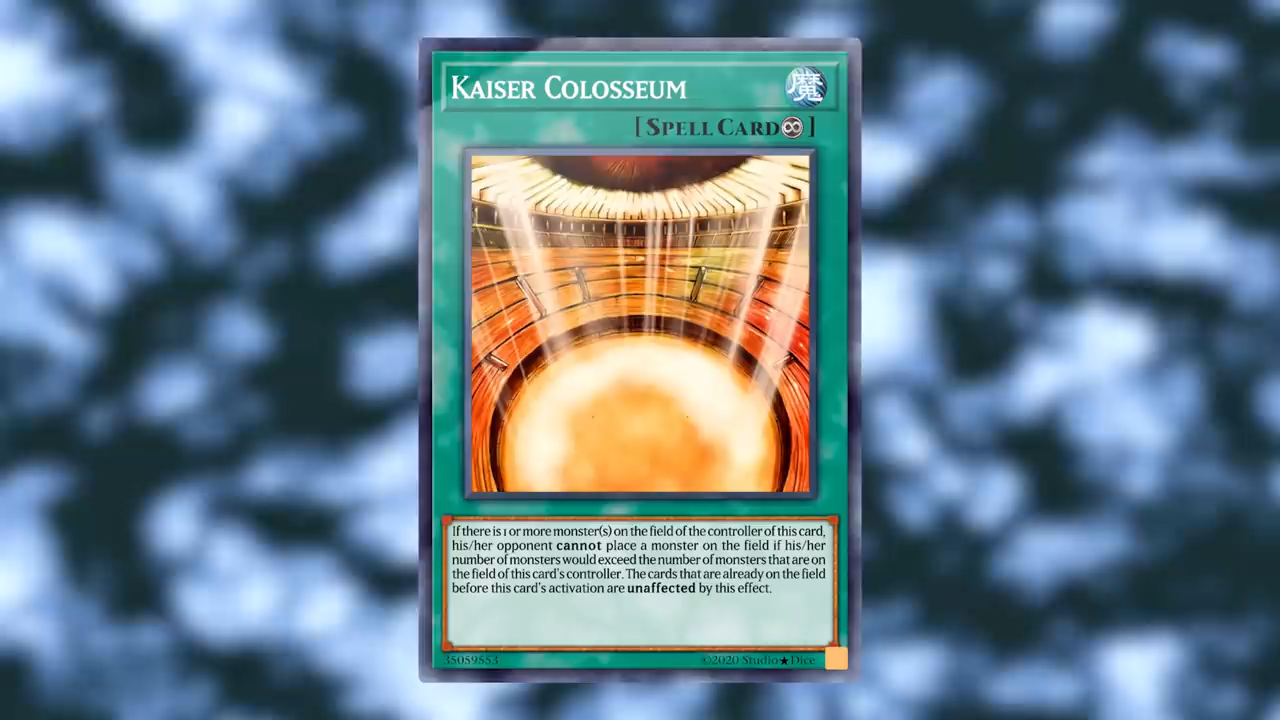 KAISER COLOSSEUM
魔
[SPELL CARD]
If there is 1 or more monster(s) on the field of the controller of this card,
his/her opponent cannot place a monster on the field if his/her
number of monsters would exceed the number of monsters that are on
the field of this card's controller. The cards that are already on the field
before this card's activation are unaffected by this effect.
35059553
©2020 Studio★Dice